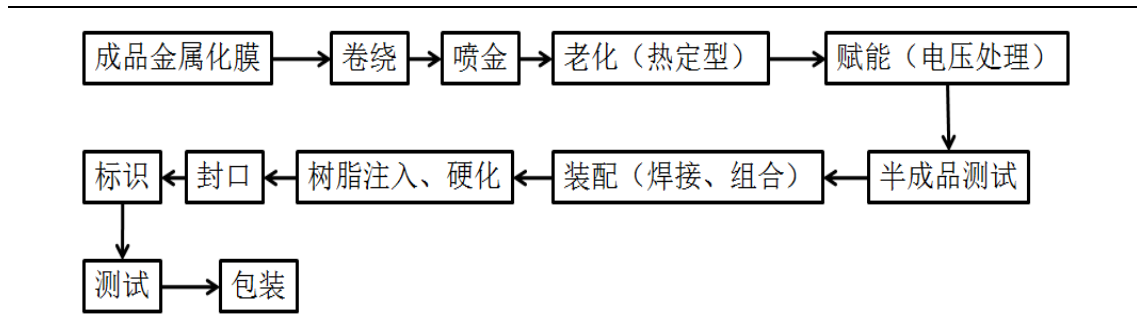 成品金属化膜 卷绕 喷金 老化（热定型） 赋能（电压处理）
标识 封口 树脂注入、硬化 装配（焊接、组合） 半成品测试
测试 包装